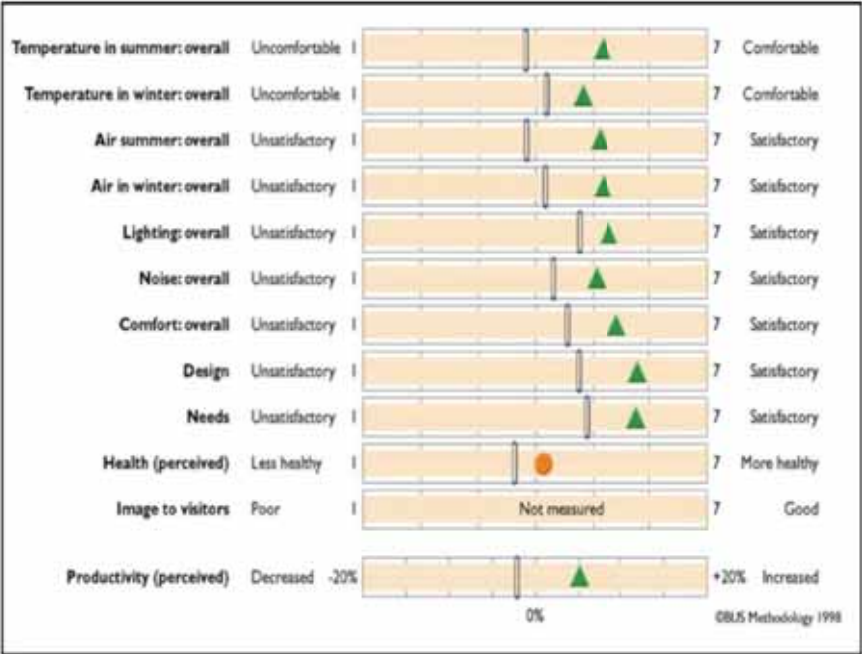 Temperature in summer: overall Uncomfortable 1 7 Comfortable
Temperature in winter: overall Uncomfortable 1 7 Comfortable
Air summer: overall Unsatisfactory 1 7 Satisfactory
Air in winter: overall Unsatisfactory 1 7 Satisfactory
Lighting: overall Unsatisfactory 1 7 Satisfactory
Noise: overall Unsatisfactory 1 7 Satisfactory
Comfort: overall Unsatisfactory 1 7 Satisfactory
Design Unsatisfactory 1 7 Satisfactory
Needs Unsatisfactory 1 7 Satisfactory
Health (perceived) Less healthy 1 7 More healthy
Image to visitors Poor 1 Not measured 7 Good
Productivity (perceived) Decreased -20% +20% Increased
0% ©BUS Methodology 1998